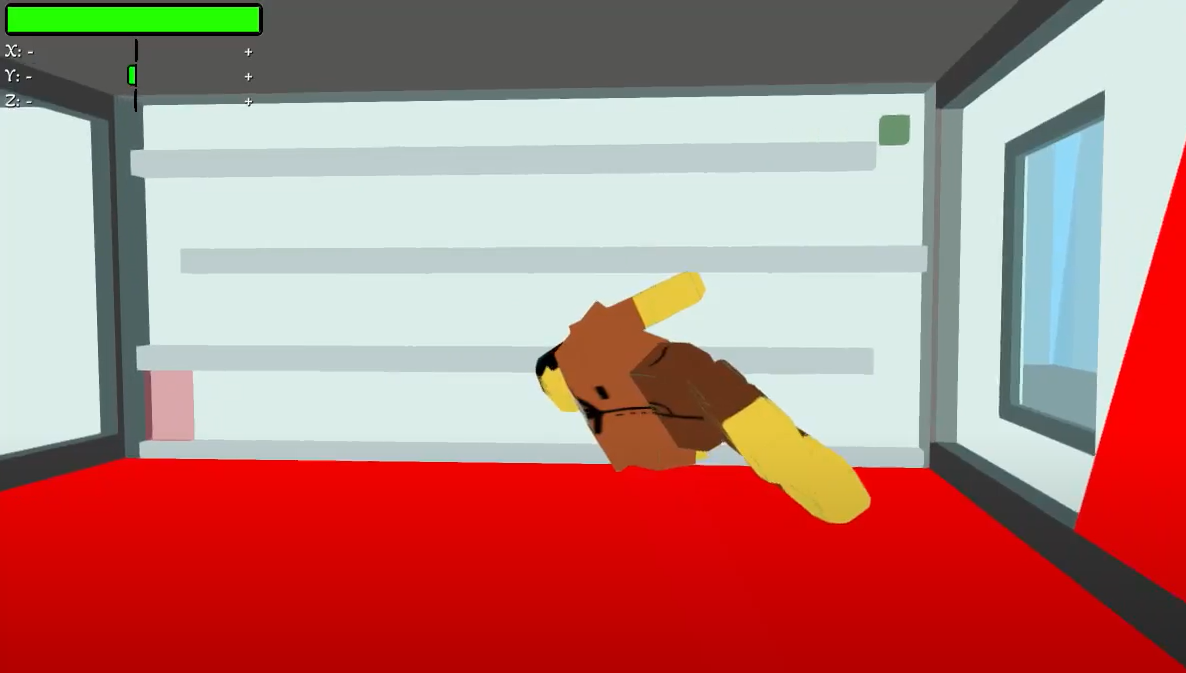 X: - +
Y: - +
Z: - +